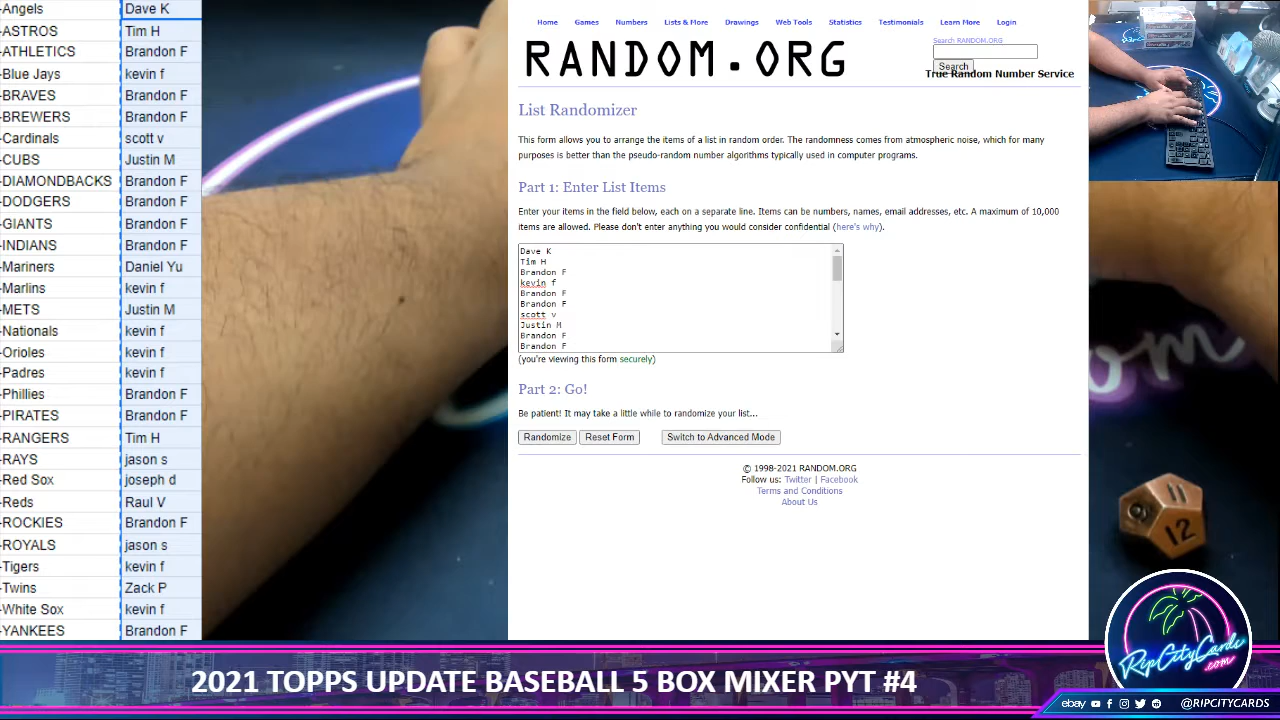 -Angels Dave K
-ASTROS Tim H
-ATHLETICS Brandon F
-Blue Jays kevin f
-BRAVES Brandon F
-BREWERS Brandon F
-Cardinals scott v
-CUBS Justin M
-DIAMONDBACKS Brandon F
-DODGERS Brandon F
-GIANTS Brandon F
-INDIANS Brandon F
-Mariners Daniel Yu
-Marlins kevin f
-METS Justin M
-Nationals kevin f
-Orioles kevin f
-Padres kevin f
-Phillies Brandon F
-PIRATES Brandon F
-RANGERS Tim H
-RAYS jason s
-Red Sox joseph d
-Reds Raul V
-ROCKIES Brandon F
-ROYALS jason s
-Tigers kevin f
-Twins Zack P
-White Sox kevin f
-YANKEES Brandon F
Home Games Numbers Lists & More Drawings Web Tools Statistics Testimonials Learn More Login
Search RANDOM.ORG
RANDOM.ORG
Search
True Random Number Service
List Randomizer
This form allows you to arrange the items of a list in random order. The randomness comes from atmospheric noise, which for many
purposes is better than the pseudo-random number algorithms typically used in computer programs.
Part 1: Enter List Items
Enter your items in the field below, each on a separate line. Items can be numbers, names, email addresses, etc. A maximum of 10,000
items are allowed. Please don't enter anything you would consider confidential (here's why).
Dave K
Tim H
Brandon F
kevin f
Brandon F
Brandon F
scott v
Justin M
Brandon F
Brandon F
(you're viewing this form securely)
Part 2: Go!
Be patient! It may take a little while to randomize your list...
Randomize Reset Form Switch to Advanced Mode
© 1998-2021 RANDOM.ORG
Follow us: Twitter | Facebook
Terms and Conditions
About Us
11
9
12
RipCityCards
.com
2021 TOPPS UPDATE BASEBALL 5 BOX MIXER PYT #4
ebay @RIPCITYCARDS